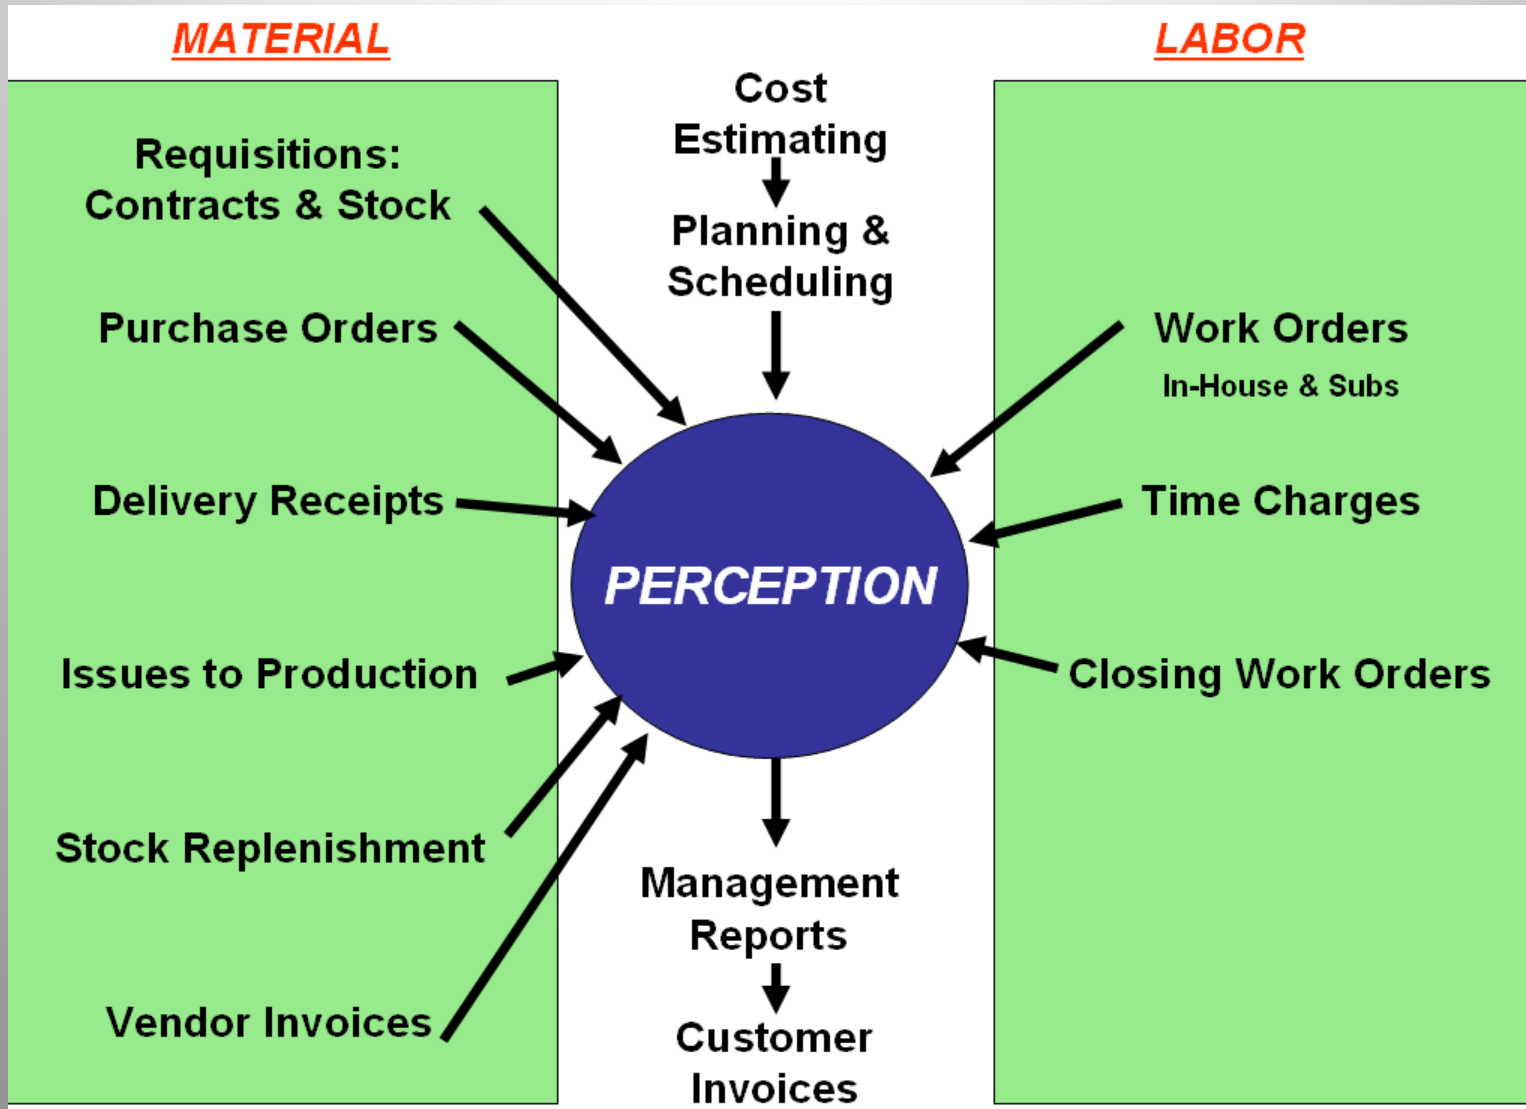 MATERIAL
Requisitions:
Contracts & Stock
Purchase Orders
Delivery Receipts
Issues to Production
Stock Replenishment
Vendor Invoices
Cost
Estimating
Planning &
Scheduling
PERCEPTION
Management
Reports
Customer
Invoices
LABOR
Work Orders
In-House & Subs
Time Charges
Closing Work Orders